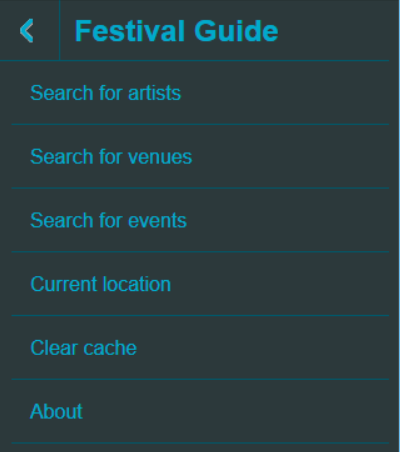 Festival Guide
Search for artists
Search for venues
Search for events
Current location
Clear cache
About